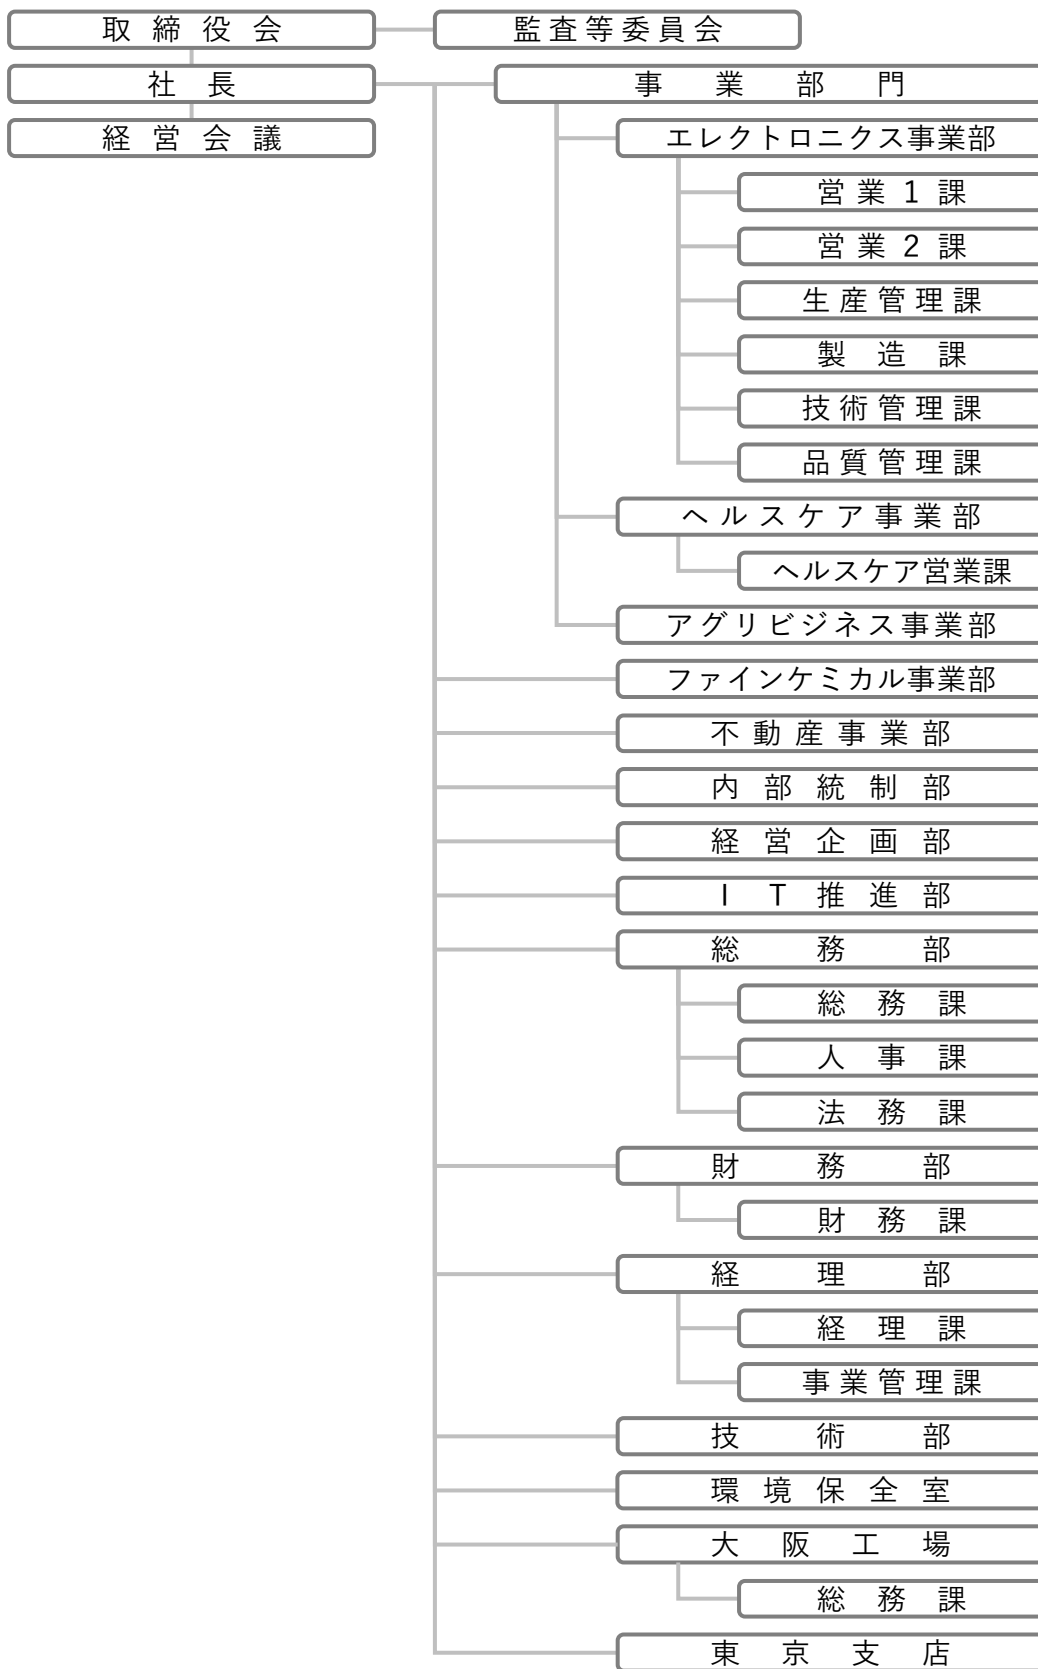 取締役会
監査等委員会
社長
事業部門
経営会議
エレクトロニクス事業部
営業1課
営業2課
生産管理課
製造課
技術管理課
品質管理課
ヘルスケア事業部
ヘルスケア営業課
アグリビジネス事業部
ファインケミカル事業部
不動産事業部
内部統制部
経営企画部
IT推進部
総務部
総務課
人事課
法務課
財務部
財務課
経理部
経理課
事業管理課
技術部
環境保全室
大阪工場
総務課
東京支店